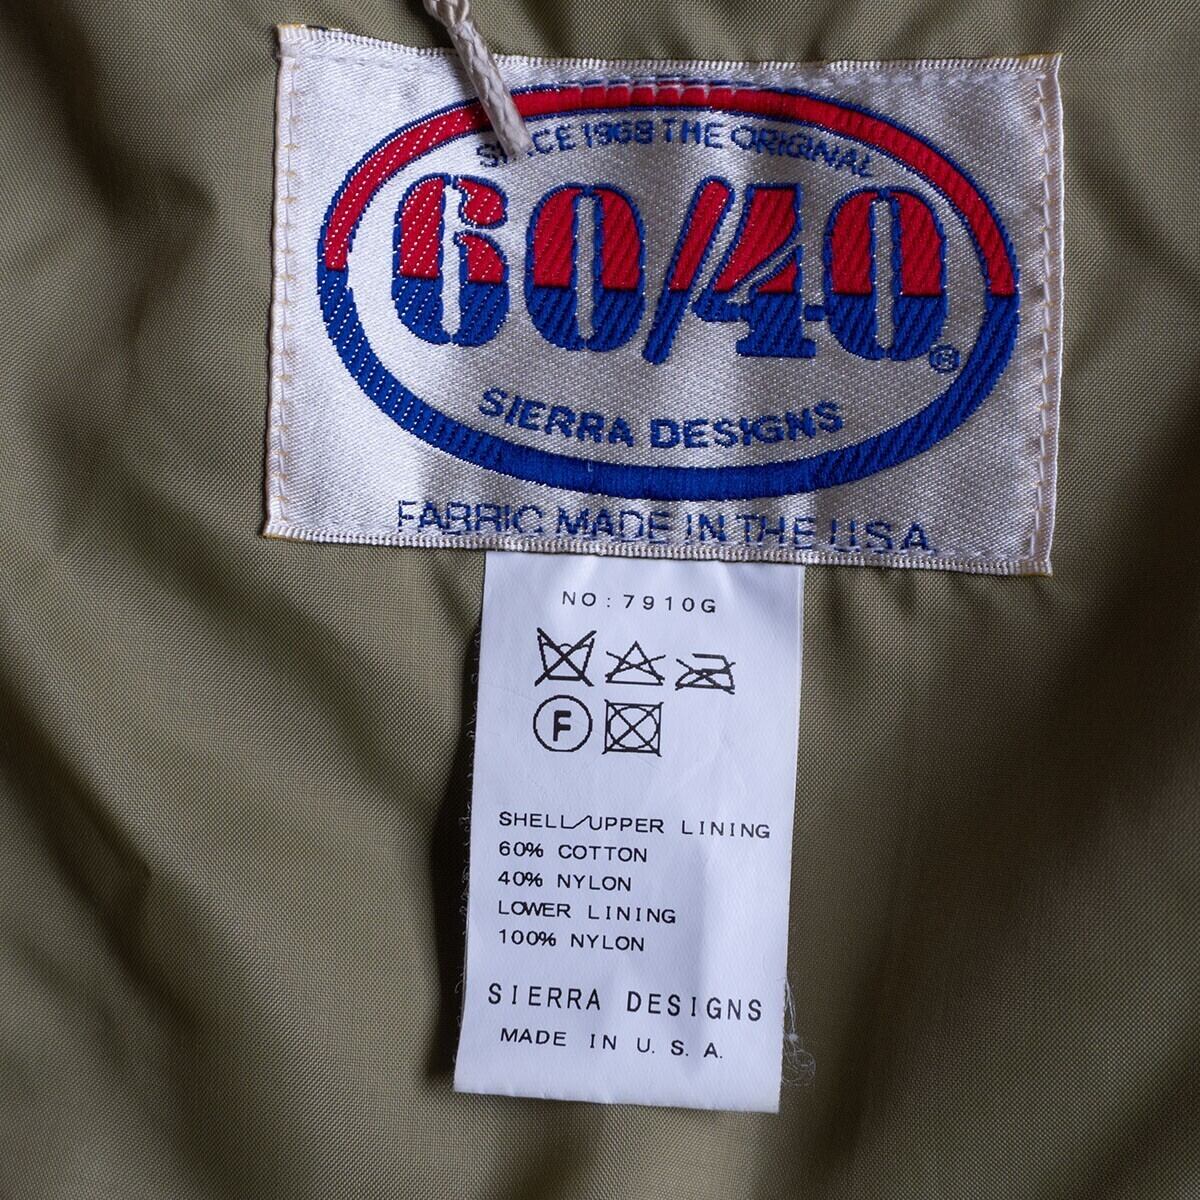 SINCE 1968 THE ORIGINAL
60/40®
SIERRA DESIGNS
FABRIC MADE IN THE U.S.A.
NO: 7910G
F
SHELL/UPPER LINING
60% COTTON
40% NYLON
LOWER LINING
100% NYLON
SIERRA DESIGNS
MADE IN U.S.A.